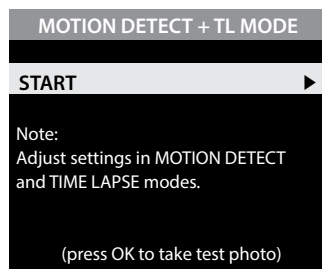 MOTION DETECT + TL MODE
START
Note:
Adjust settings in MOTION DETECT
and TIME LAPSE modes.
(press OK to take test photo)